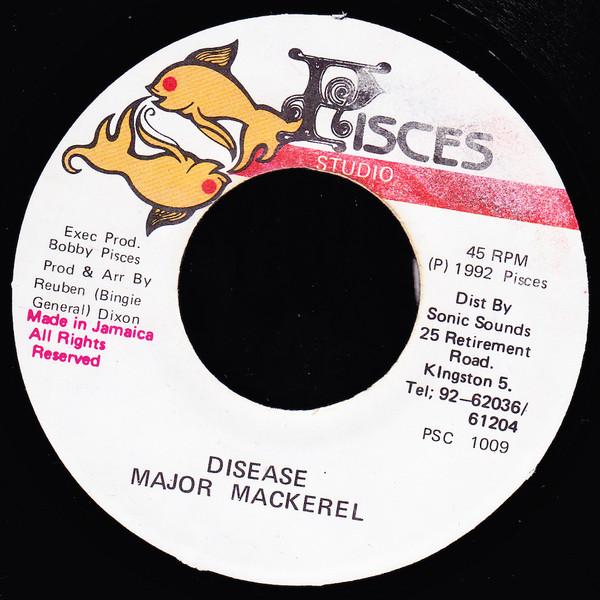 PISCES
STUDIO
Exec Prod.
Bobby Pisces
Prod & Arr By
Reuben (Bingie
General) Dixon
Made in Jamaica
All Rights
Reserved
45 RPM
(P) 1992 Pisces
Dist By
Sonic Sounds
25 Retirement
Road.
KIngston 5.
Tel; 92-62036/
61204
PSC 1009
DISEASE
MAJOR MACKEREL